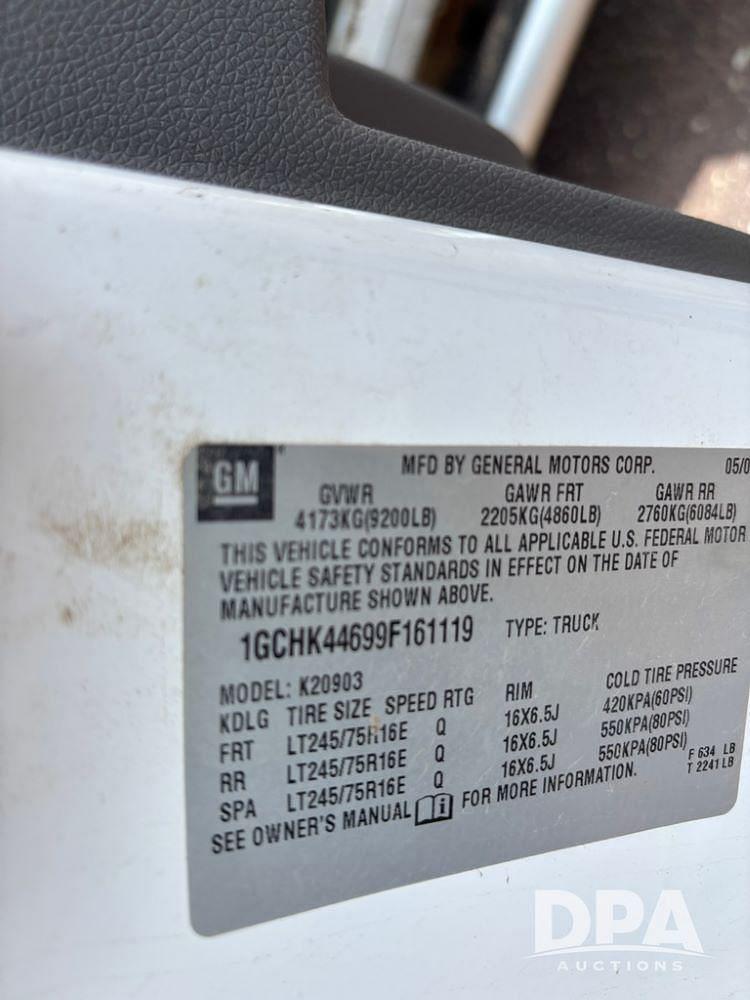 GM
MFD BY GENERAL MOTORS CORP. 05/0
GVWR GAWR FRT GAWR RR
4173KG(9200LB) 2205KG(4860LB) 2760KG(6084LB)
THIS VEHICLE CONFORMS TO ALL APPLICABLE U.S. FEDERAL MOTOR
VEHICLE SAFETY STANDARDS IN EFFECT ON THE DATE OF
MANUFACTURE SHOWN ABOVE.
1GCHK44699F161119 TYPE: TRUCK
MODEL: K20903
KDLG TIRE SIZE SPEED RTG RIM COLD TIRE PRESSURE
FRT LT245/75R16E Q 16X6.5J 420KPA(60PSI)
RR LT245/75R16E Q 16X6.5J 550KPA(80PSI)
SPA LT245/75R16E Q 16X6.5J 550KPA(80PSI)
F 634 LB
T 2241 LB
SEE OWNER'S MANUAL FOR MORE INFORMATION.
DPA
AUCTIONS